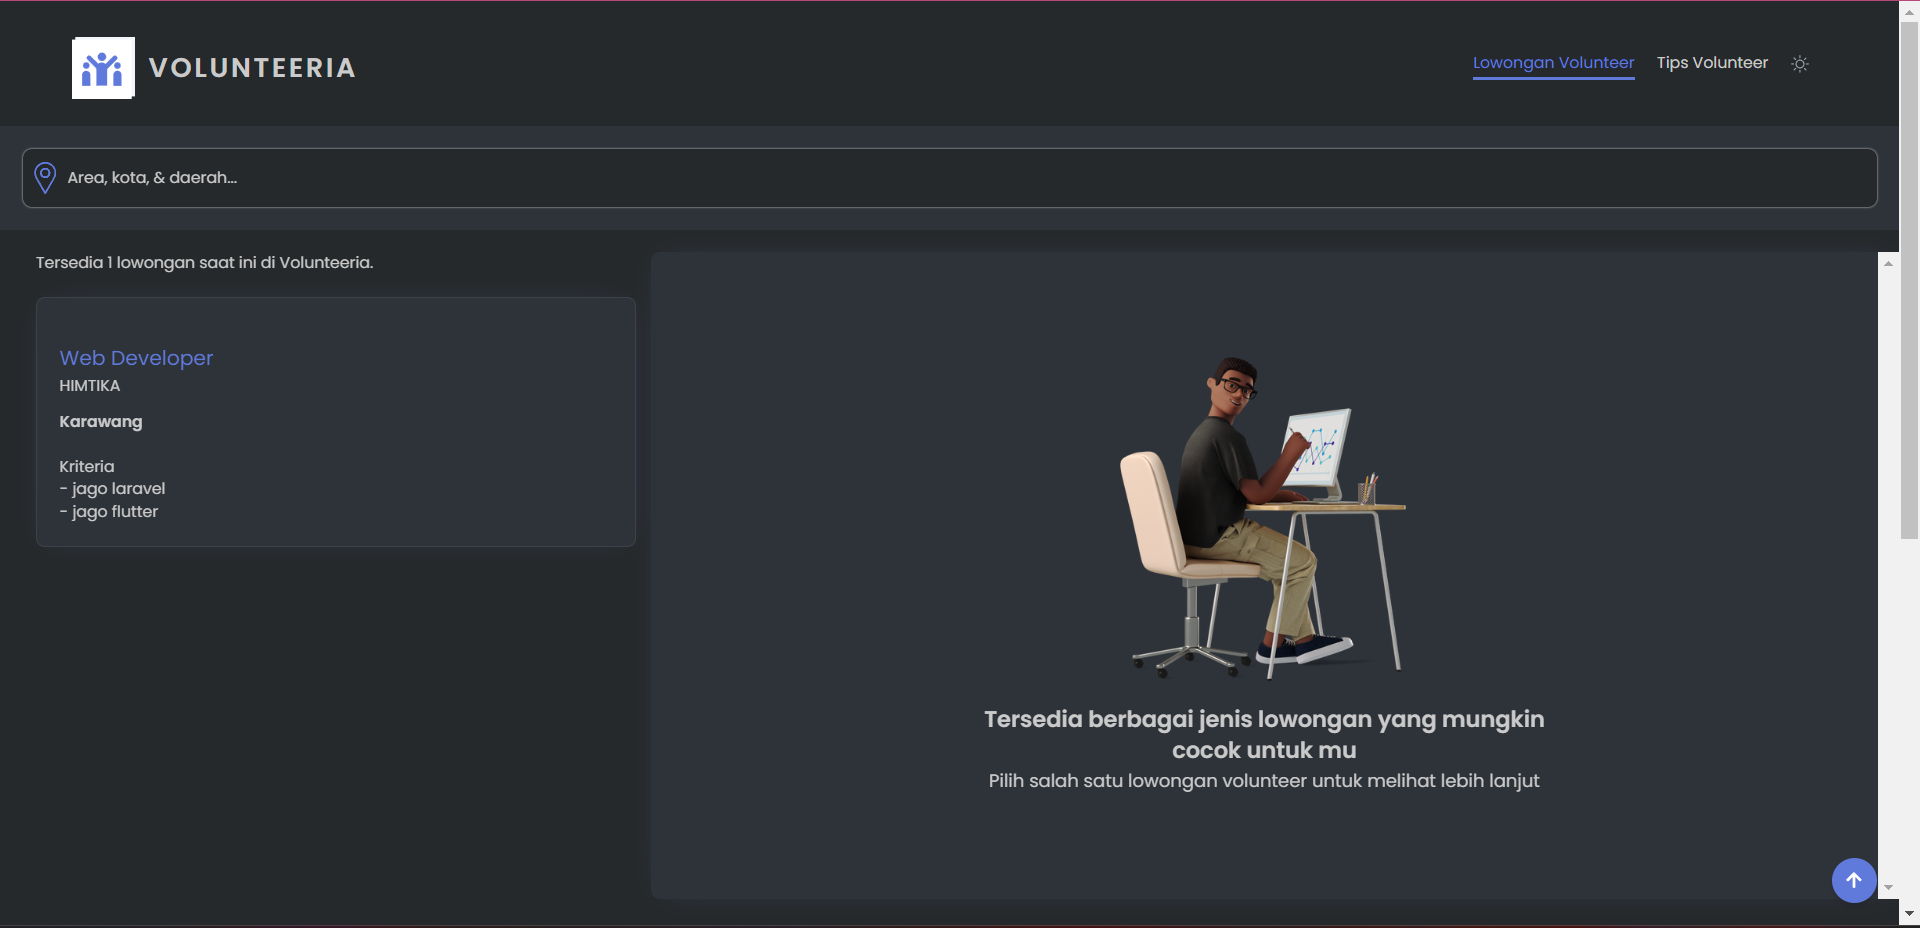 VOLUNTEERIA
Lowongan Volunteer
Tips Volunteer
Area, kota, & daerah...
Tersedia 1 lowongan saat ini di Volunteeria.
Web Developer
HIMTIKA
Karawang
Kriteria
- jago laravel
- jago flutter
Tersedia berbagai jenis lowongan yang mungkin
cocok untuk mu
Pilih salah satu lowongan volunteer untuk melihat lebih lanjut